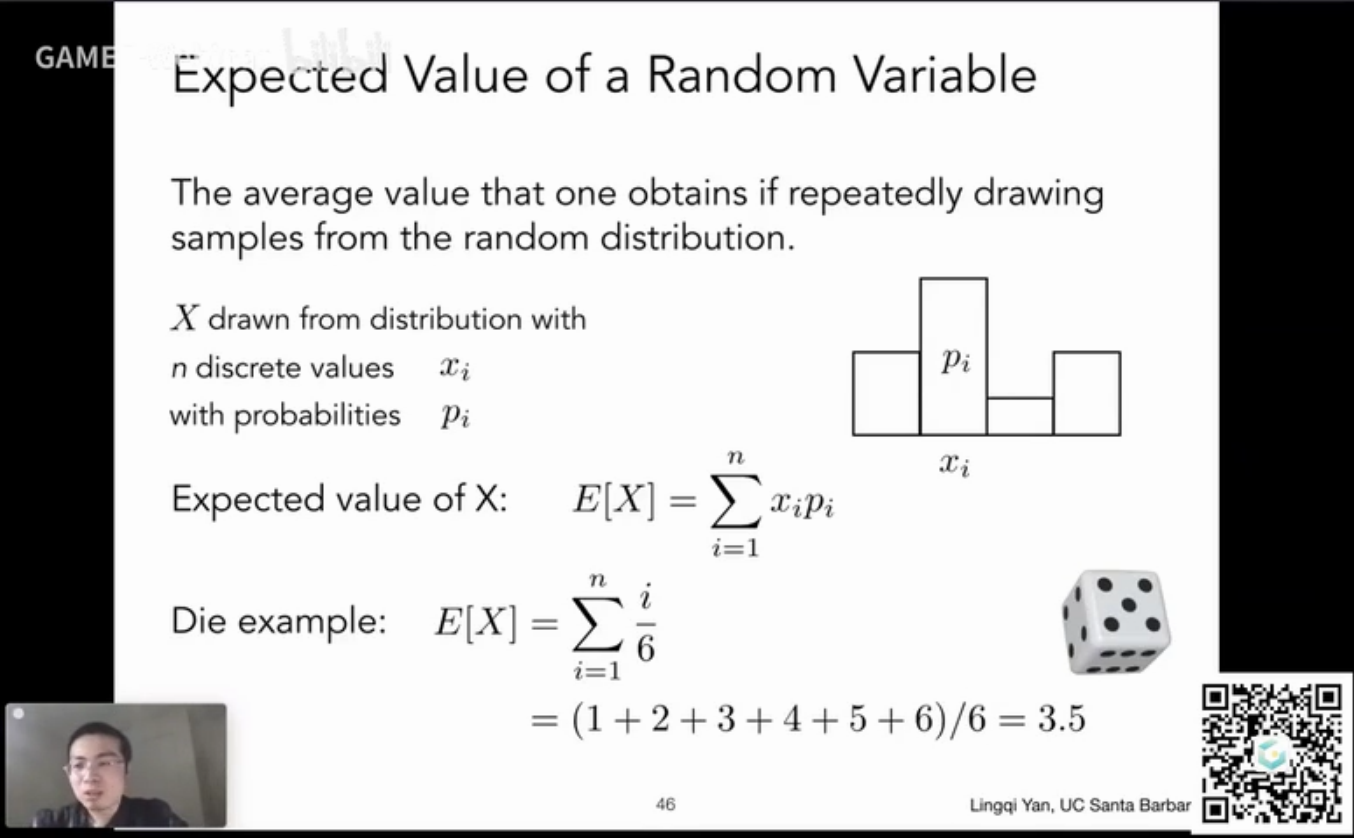 GAME
Expected Value of a Random Variable
The average value that one obtains if repeatedly drawing
samples from the random distribution.
X drawn from distribution with
n discrete values x_i
with probabilities p_i
p_i
x_i
Expected value of X: E[X] = \sum_{i=1}^{n} x_i p_i
Die example: E[X] = \sum_{i=1}^{n} \frac{i}{6}
= (1 + 2 + 3 + 4 + 5 + 6)/6 = 3.5
46
Lingqi Yan, UC Santa Barbar